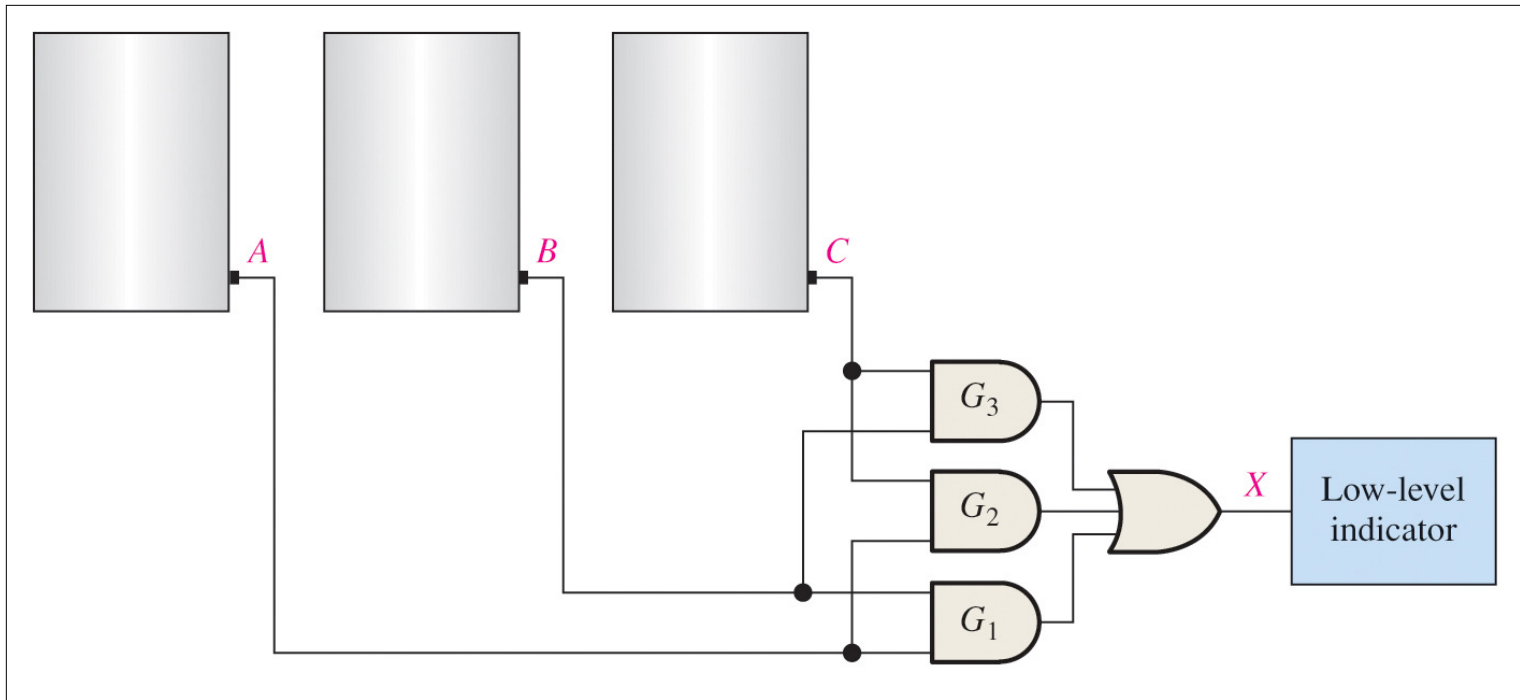 A
B
C
G3
G2
G1
X
Low-level
indicator